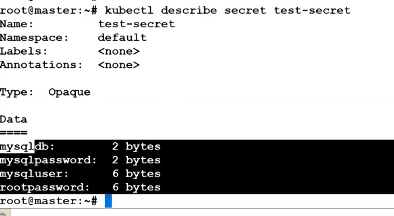 root@master:~# kubectl describe secret test-secret
Name:         test-secret
Namespace:    default
Labels:       <none>
Annotations:  <none>
Type:  Opaque
Data
====
mysqldb:        2 bytes
mysqlpassword:  2 bytes
mysqluser:      6 bytes
rootpassword:   6 bytes
root@master:~#